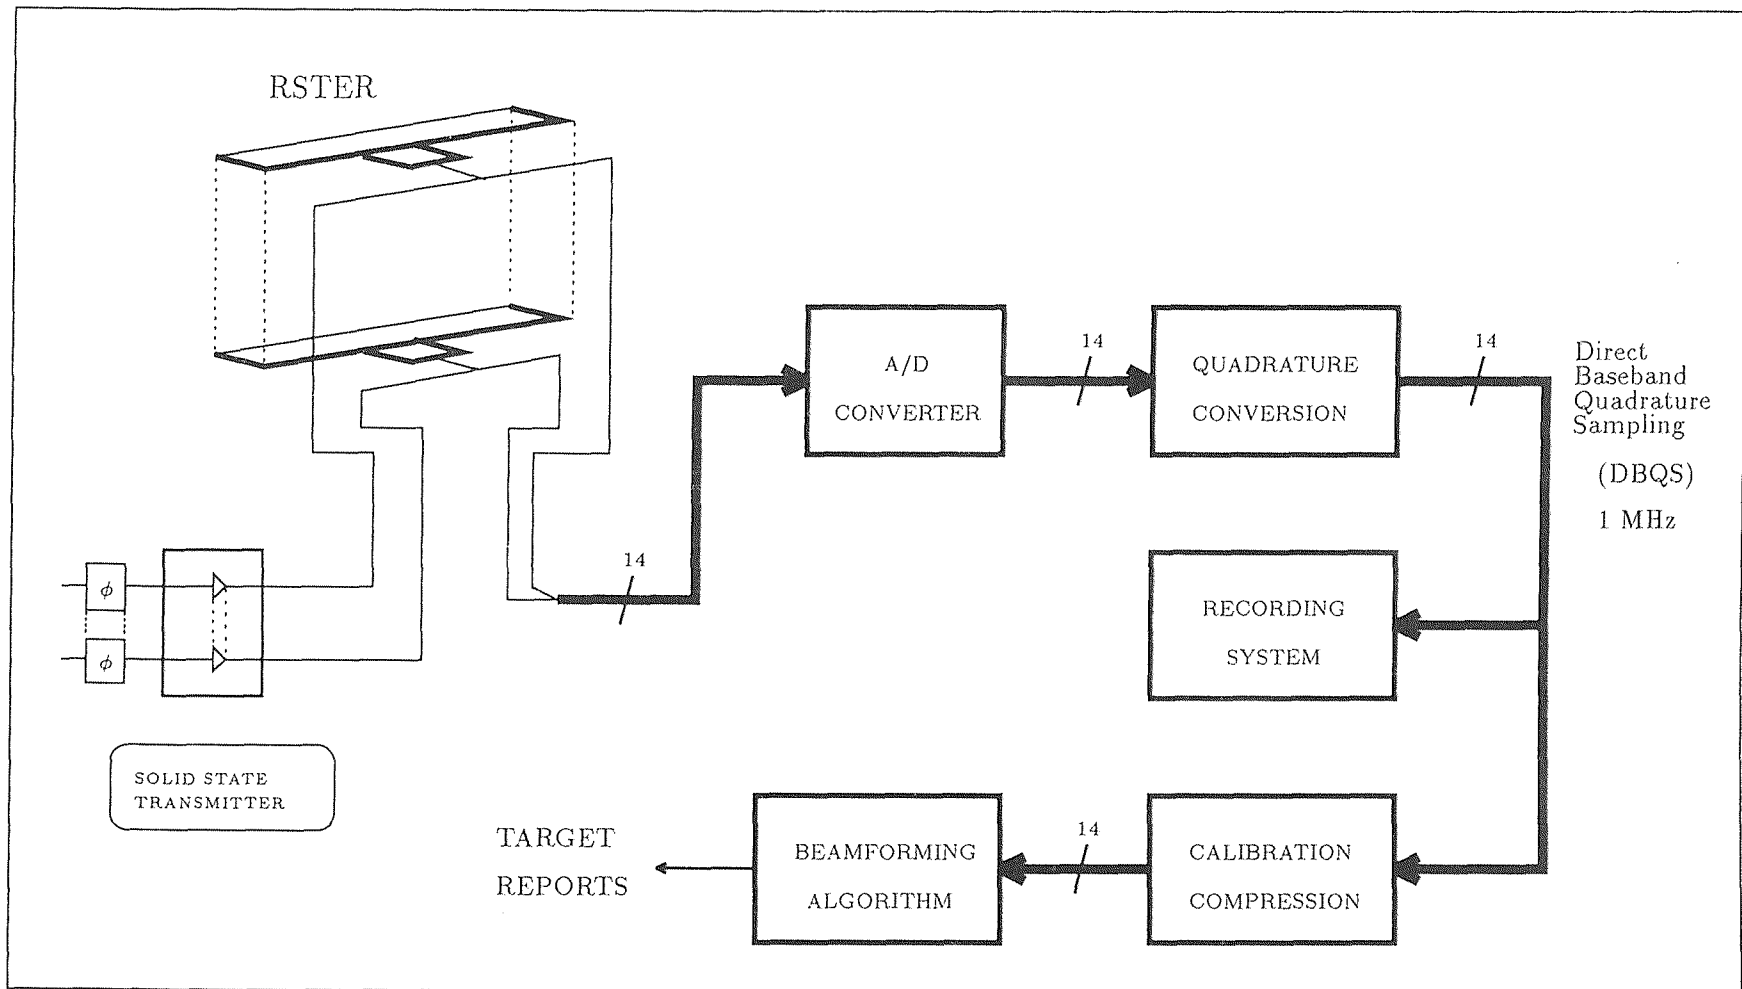 RSTER
A/D
CONVERTER
14
QUADRATURE
CONVERSION
14
Direct
Baseband
Quadrature
Sampling
(DBQS)
1 MHz
14
ϕ
ϕ
RECORDING
SYSTEM
SOLID STATE
TRANSMITTER
TARGET
REPORTS
BEAMFORMING
ALGORITHM
14
CALIBRATION
COMPRESSION